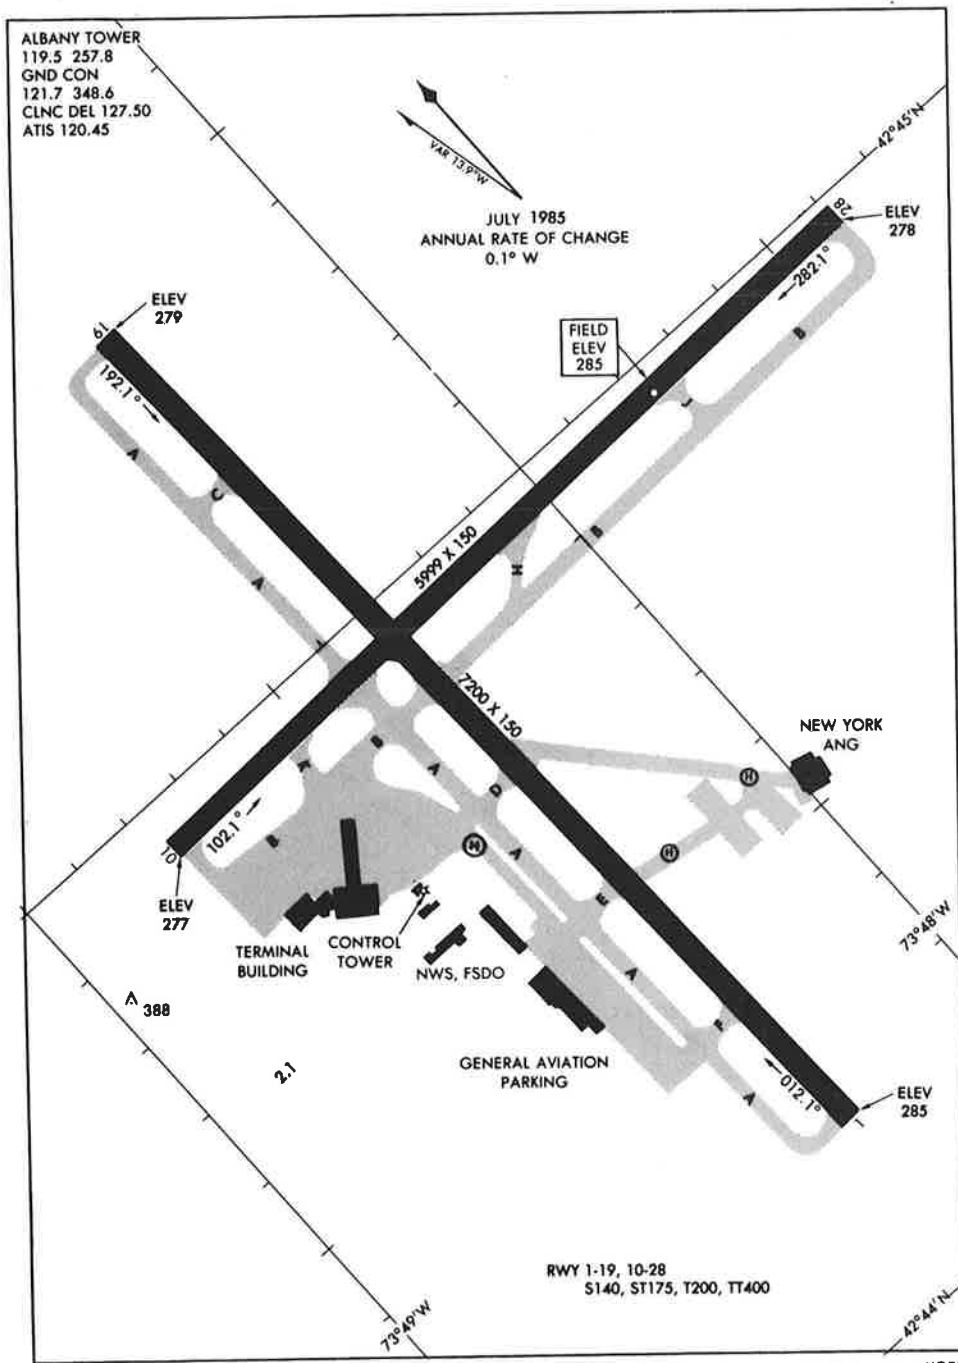 ALBANY TOWER
119.5 257.8
GND CON
121.7 348.6
CLNC DEL 127.50
ATIS 120.45
VAR 13.9°W
JULY 1985
ANNUAL RATE OF CHANGE
0.1° W
42°45'N
28
ELEV
278
282.1°
B
ELEV
279
19
192.1°
FIELD
ELEV
285
J
A
C
5999 X 150
B
H
A
7200 X 150
NEW YORK
ANG
B
A
D
H
K
102.1°
B
10
H
A
H
E
ELEV
277
TERMINAL
BUILDING
CONTROL
TOWER
NWS, FSDO
73°48'W
A
388
2.1
GENERAL AVIATION
PARKING
F
012.1°
A
ELEV
285
1
RWY 1-19, 10-28
S140, ST175, T200, TT400
73°49'W
42°44'N